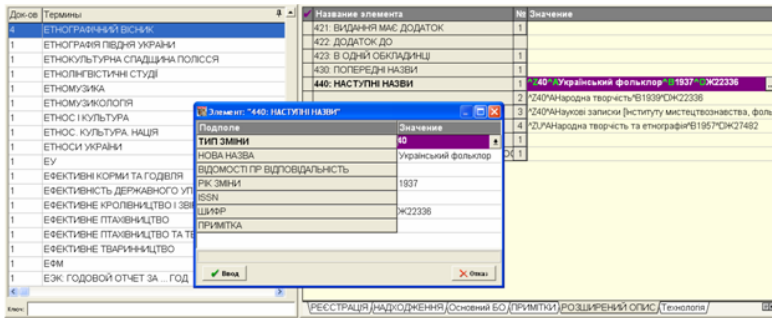 Док-ов Термины
4 ЕТНОГРАФІЧНИЙ ВІСНИК
1 ЕТНОГРАФІЯ ПІВДНЯ УКРАЇНИ
1 ЕТНОКУЛЬТУРНА СПАДЩИНА ПОЛІССЯ
1 ЕТНОЛІНГВІСТИЧНІ СТУДІЇ
1 ЕТНОМУЗИКА
1 ЕТНОМУЗИКОЛОГІЯ
1 ЕТНОС І КУЛЬТУРА
1 ЕТНОС. КУЛЬТУРА. НАЦІЯ
1 ЕТНОСИ УКРАЇНИ
1 ЕУ
1 ЕФЕКТИВНІ КОРМИ ТА ГОДІВЛЯ
1 ЕФЕКТИВНІСТЬ ДЕРЖАВНОГО УП
1 ЕФЕКТИВНЕ КРОЛІВНИЦТВО І ЗВІ
1 ЕФЕКТИВНЕ ПТАХІВНИЦТВО
1 ЕФЕКТИВНЕ ПТАХІВНИЦТВО ТА ТВ
1 ЕФЕКТИВНЕ ТВАРИННИЦТВО
1 ЕФМ
1 ЕЭК: ГОДОВОЙ ОТЧЕТ ЗА ... ГОД
Ключ:
Название элемента № Значение
421: ВИДАННЯ МАЄ ДОДАТОК 1
422: ДОДАТОК ДО
423: В ОДНІЙ ОБКЛАДИНЦІ 1
430: ПОПЕРЕДНІ НАЗВИ 1
440: НАСТУПНІ НАЗВИ 1 ^Z40^AУкраїнський фольклор^B1937^DЖ22336
2 ^Z40^AНародна творчість^B1939^DЖ22336
3 ^Z40^AНаукові записки [Інституту мистецтвознавства, фоль
4 ^ZU^AНародна творчість та етнографія^B1957^DЖ27482
1
1
Элемент: "440: НАСТУПНІ НАЗВИ"
Подполе Значение
ТИП ЗМІНИ 40
НОВА НАЗВА Український фольклор
ВІДОМОСТІ ПР ВІДПОВІДАЛЬНІСТЬ
РІК ЗМІНИ 1937
ISSN
ШИФР Ж22336
ПРИМІТКА
Ввод Отказ
РЕЄСТРАЦІЯ НАДХОДЖЕННЯ Основний БО ПРИМІТКИ РОЗШИРЕНИЙ ОПИС Технологія